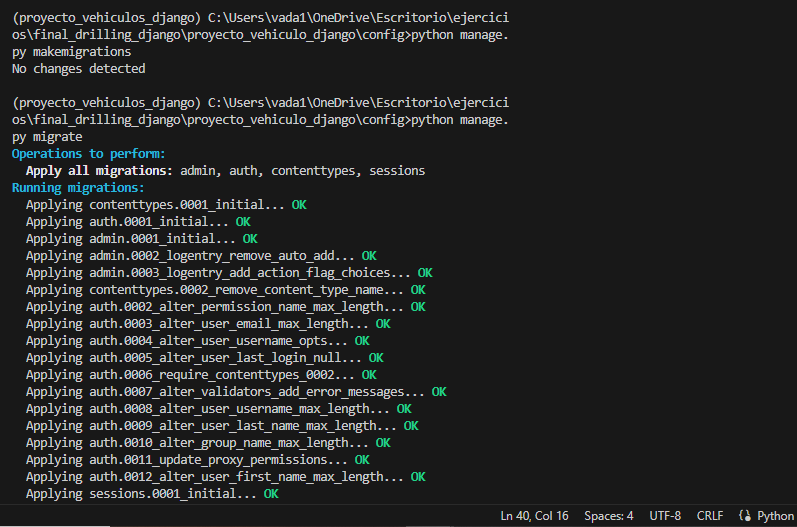 (proyecto_vehiculos_django) C:\Users\vada1\OneDrive\Escritorio\ejercici
os\final_drilling_django\proyecto_vehiculo_django\config>python manage.
py makemigrations
No changes detected
(proyecto_vehiculos_django) C:\Users\vada1\OneDrive\Escritorio\ejercici
os\final_drilling_django\proyecto_vehiculo_django\config>python manage.
py migrate
Operations to perform:
  Apply all migrations: admin, auth, contenttypes, sessions
Running migrations:
  Applying contenttypes.0001_initial... OK
  Applying auth.0001_initial... OK
  Applying admin.0001_initial... OK
  Applying admin.0002_logentry_remove_auto_add... OK
  Applying admin.0003_logentry_add_action_flag_choices... OK
  Applying contenttypes.0002_remove_content_type_name... OK
  Applying auth.0002_alter_permission_name_max_length... OK
  Applying auth.0003_alter_user_email_max_length... OK
  Applying auth.0004_alter_user_username_opts... OK
  Applying auth.0005_alter_user_last_login_null... OK
  Applying auth.0006_require_contenttypes_0002... OK
  Applying auth.0007_alter_validators_add_error_messages... OK
  Applying auth.0008_alter_user_username_max_length... OK
  Applying auth.0009_alter_user_last_name_max_length... OK
  Applying auth.0010_alter_group_name_max_length... OK
  Applying auth.0011_update_proxy_permissions... OK
  Applying auth.0012_alter_user_first_name_max_length... OK
  Applying sessions.0001_initial... OK
Ln 40, Col 16 Spaces: 4 UTF-8 CRLF Python